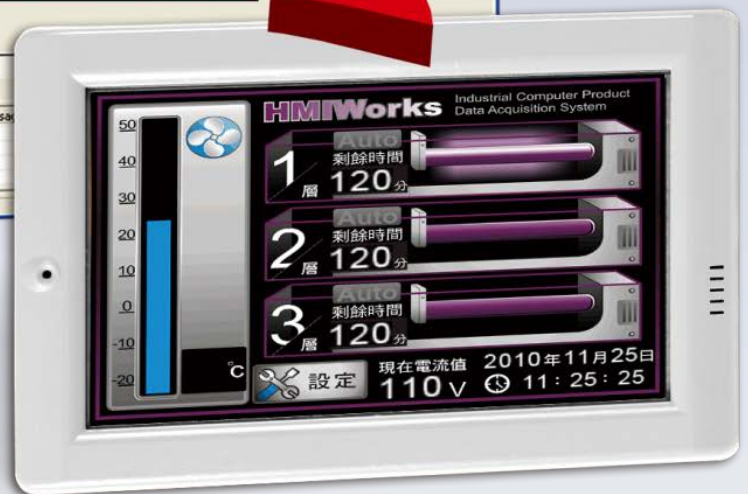 sag
50
40
30
20
10
0
-10
-20
°C
HMIWorks
Industrial Computer Product
Data Acquisition System
1層
Auto
剩餘時間
120分
2層
Auto
剩餘時間
120分
3層
Auto
剩餘時間
120分
設定
現在電流值
110 V
2010年11月25日
11：25：25